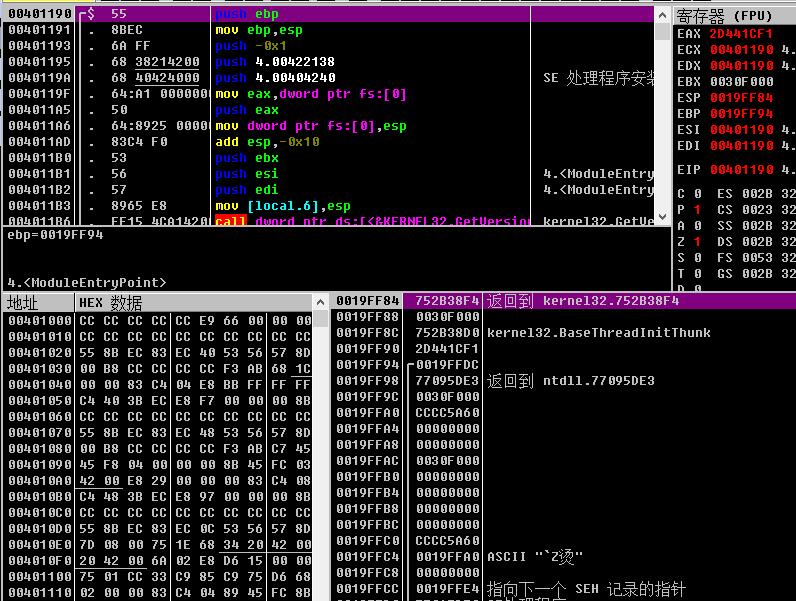 00401190 $ 55 push ebp
00401191 . 8BEC mov ebp,esp
00401193 . 6A FF push -0x1
00401195 . 68 38214200 push 4.00422138
0040119A . 68 40424000 push 4.00404240 SE 处理程序安装
0040119F . 64:A1 0000000 mov eax,dword ptr fs:[0]
004011A5 . 50 push eax
004011A6 . 64:8925 0000 mov dword ptr fs:[0],esp
004011AD . 83C4 F0 add esp,-0x10
004011B0 . 53 push ebx
004011B1 . 56 push esi 4.<ModuleEntry
004011B2 . 57 push edi 4.<ModuleEntry
004011B3 . 8965 E8 mov [local.6],esp
004011B6 . FF15 4CA14200 call dword ptr ds:[<&KERNEL32.GetVersion kernel32.GetVe
ebp=0019FF94
4.<ModuleEntryPoint>
寄存器 (FPU)
EAX 2D441CF1
ECX 00401190 4.
EDX 00401190 4.
EBX 0030F000
ESP 0019FF84
EBP 0019FF94
ESI 00401190 4.
EDI 00401190 4.
EIP 00401190 4.
C 0 ES 002B 32
P 1 CS 0023 32
A 0 SS 002B 32
Z 1 DS 002B 32
S 0 FS 0053 32
T 0 GS 002B 32
D 0
地址 HEX 数据
00401000 CC CC CC CC CC E9 66 00 00 00
00401010 CC CC CC CC CC CC CC CC CC CC
00401020 55 8B EC 83 EC 40 53 56 57 8D
00401030 00 B8 CC CC CC CC F3 AB 68 1C
00401040 00 00 83 C4 04 E8 BB FF FF FF
00401050 C4 40 3B EC E8 F7 00 00 00 8B
00401060 CC CC CC CC CC CC CC CC CC CC
00401070 55 8B EC 83 EC 48 53 56 57 8D
00401080 00 B8 CC CC CC CC F3 AB C7 45
00401090 45 F8 04 00 00 00 8B 45 FC 03
004010A0 42 00 E8 29 00 00 00 83 C4 08
004010B0 C4 48 3B EC E8 97 00 00 00 8B
004010C0 CC CC CC CC CC CC CC CC CC CC
004010D0 55 8B EC 83 EC 0C 53 56 57 8D
004010E0 7D 08 00 75 1E 68 34 20 42 00
004010F0 20 42 00 6A 02 E8 D6 15 00 00
00401100 75 01 CC 33 C9 85 C9 75 D6 68
00401110 02 00 00 83 C4 04 89 45 FC 8B
0019FF84 752B38F4 返回到 kernel32.752B38F4
0019FF88 0030F000
0019FF8C 752B38D0 kernel32.BaseThreadInitThunk
0019FF90 2D441CF1
0019FF94 0019FFDC
0019FF98 77095DE3 返回到 ntdll.77095DE3
0019FF9C 0030F000
0019FFA0 CCCC5A60
0019FFA4 00000000
0019FFA8 00000000
0019FFAC 0030F000
0019FFB0 00000000
0019FFB4 00000000
0019FFB8 00000000
0019FFBC 00000000
0019FFC0 CCCC5A60
0019FFC4 0019FFA0 ASCII "`Z烫"
0019FFC8 00000000
0019FFCC 0019FFE4 指向下一个 SEH 记录的指针